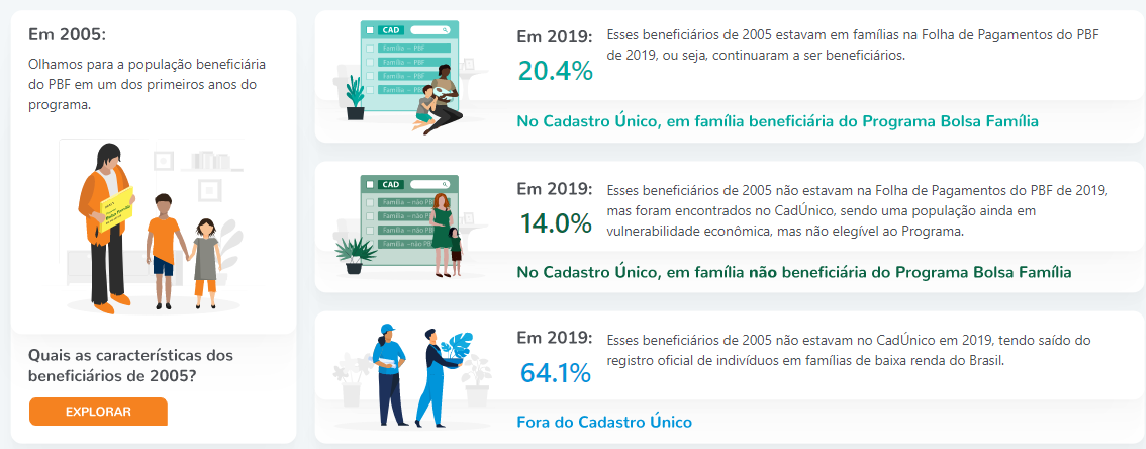 Em 2005:
Olhamos para a população beneficiária
do PBF em um dos primeiros anos do
programa.
Quais as características dos
beneficiários de 2005?
EXPLORAR
CAD
Família – PBF
Família – PBF
Família – PBF
Família – PBF
Em 2019:
20.4%
Esses beneficiários de 2005 estavam em famílias na Folha de Pagamentos do PBF
de 2019, ou seja, continuaram a ser beneficiários.
No Cadastro Único, em família beneficiária do Programa Bolsa Família
CAD
Família – não PBF
Família – não PBF
Família – não PBF
Família – não PBF
Em 2019:
14.0%
Esses beneficiários de 2005 não estavam na Folha de Pagamentos do PBF de 2019,
mas foram encontrados no CadÚnico, sendo uma população ainda em
vulnerabilidade econômica, mas não elegível ao Programa.
No Cadastro Único, em família não beneficiária do Programa Bolsa Família
Em 2019:
64.1%
Esses beneficiários de 2005 não estavam no CadÚnico em 2019, tendo saído do
registro oficial de indivíduos em famílias de baixa renda do Brasil.
Fora do Cadastro Único